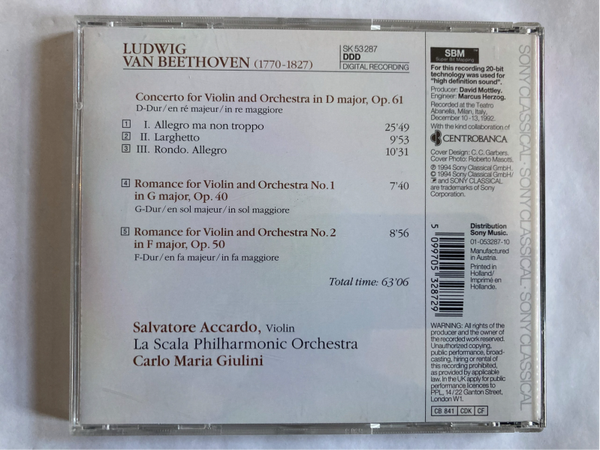 LUDWIG
VAN BEETHOVEN (1770-1827)
SK 53 287
DDD
DIGITAL RECORDING
Concerto for Violin and Orchestra in D major, Op. 61
D-Dur/en ré majeur/in re maggiore
1 I. Allegro ma non troppo 25'49
2 II. Larghetto 9'53
3 III. Rondo. Allegro 10'31
4 Romance for Violin and Orchestra No. 1 7'40
in G major, Op. 40
G-Dur/en sol majeur/in sol maggiore
5 Romance for Violin and Orchestra No. 2 8'56
in F major, Op. 50
F-Dur/en fa majeur/in fa maggiore
Total time: 63'06
Salvatore Accardo, Violin
La Scala Philharmonic Orchestra
Carlo Maria Giulini
SBM
Super Bit Mapping
For this recording 20-bit
technology was used for
"high definition sound".
Producer: David Mottley.
Engineer: Marcus Herzog.
Recorded at the Teatro
Abanella, Milan, Italy,
December 10-13, 1992.
With the kind collaboration of
CENTROBANCA
Cover Design: C. C. Garbers.
Cover Photo: Roberto Masotti.
℗ 1994 Sony Classical GmbH.
© 1994 Sony Classical GmbH/
and SONY CLASSICAL
are trademarks of Sony
Corporation.
Distribution
Sony Music.
01-053287-10
Manufactured
in Austria.
Printed in
Holland/
Imprimé en
Hollande.
5 099705 328729
WARNING: All rights of the
producer and of the owner of
the recorded work reserved.
Unauthorized copying,
public performance, broad-
casting, hiring or rental of
this recording prohibited,
as provided by applicable
law. In the UK apply for public
performance licences to
PPL, 14/22 Ganton Street,
London W1.
CB 841 CDK CF
SONY CLASSICAL · SONY CLASSICAL · SONY CLASSICAL · SONY CLASSICAL